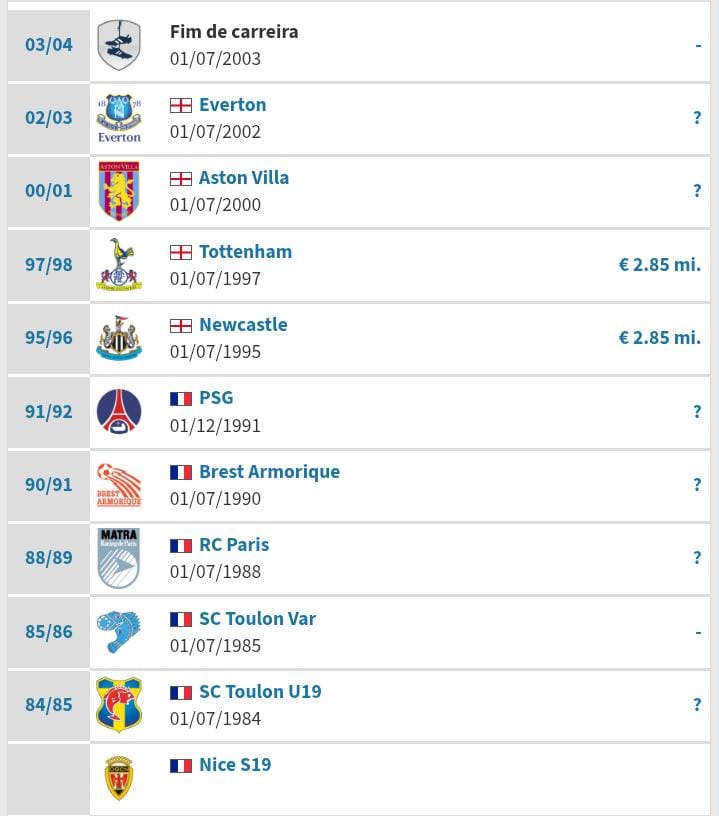 03/04
Fim de carreira
01/07/2003
-
02/03
18 78
Everton
Everton
01/07/2002
?
00/01
ASTON VILLA
Aston Villa
01/07/2000
?
97/98
Tottenham
01/07/1997
€ 2.85 mi.
95/96
Newcastle
01/07/1995
€ 2.85 mi.
91/92
PSG
01/12/1991
?
90/91
BREST
ARMORIQUE
Brest Armorique
01/07/1990
?
88/89
MATRA
RC Paris
01/07/1988
?
85/86
SC Toulon Var
01/07/1985
-
84/85
SC Toulon U19
01/07/1984
?
Nice S19